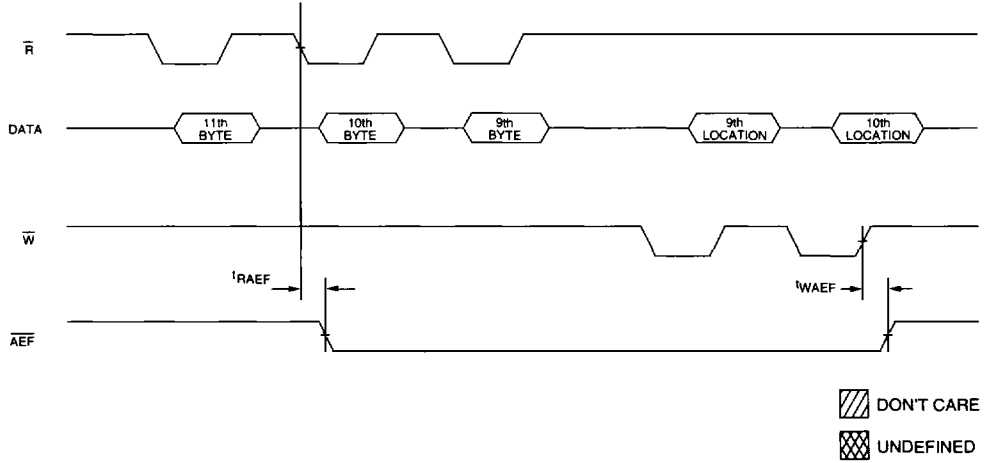 R
DATA
11th
BYTE
10th
BYTE
9th
BYTE
9th
LOCATION
10th
LOCATION
W
tRAEF
tWAEF
AEF
DON'T CARE
UNDEFINED